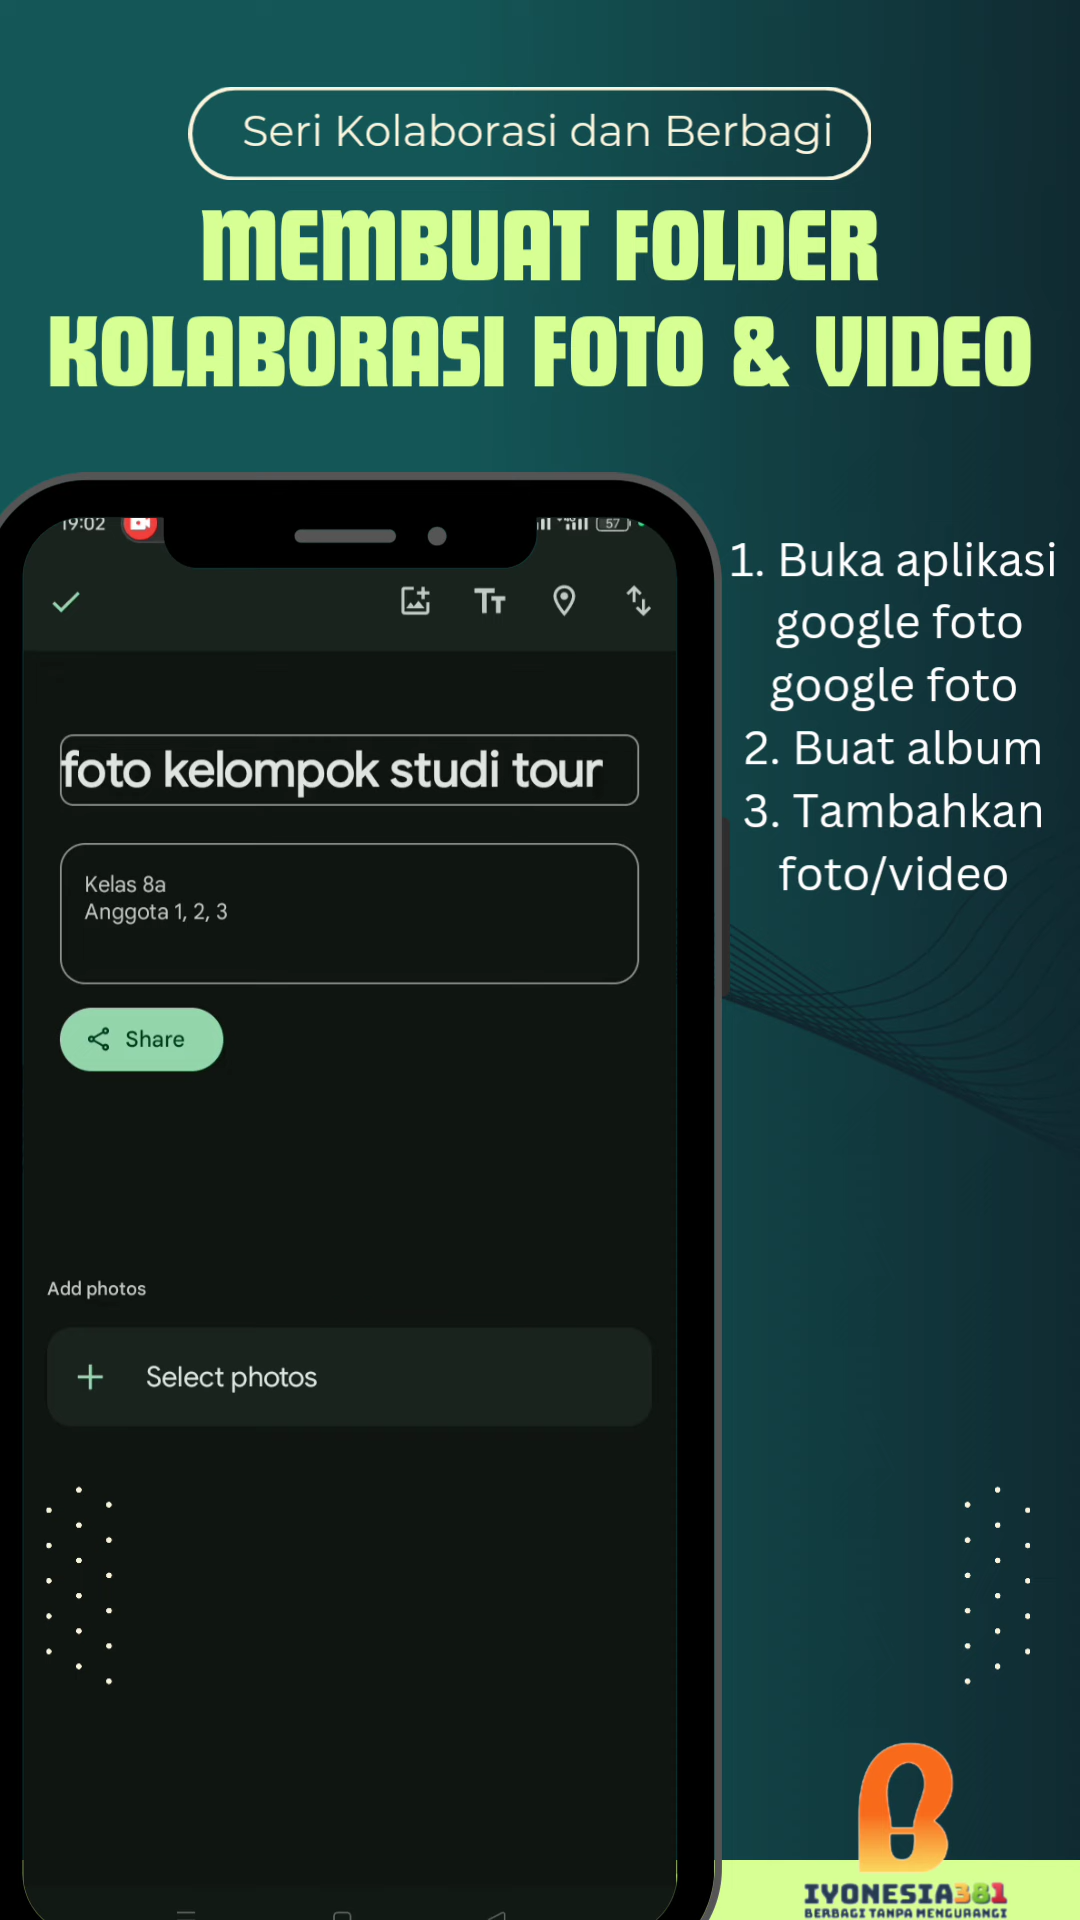 Seri Kolaborasi dan Berbagi
MEMBUAT FOLDER
KOLABORASI FOTO & VIDEO
19:02
57
1. Buka aplikasi
google foto
google foto
2. Buat album
3. Tambahkan
foto/video
foto kelompok studi tour
Kelas 8a
Anggota 1, 2, 3
Share
Add photos
Select photos
IYONESIA381
BERBAGI TANPA MENGURANGI